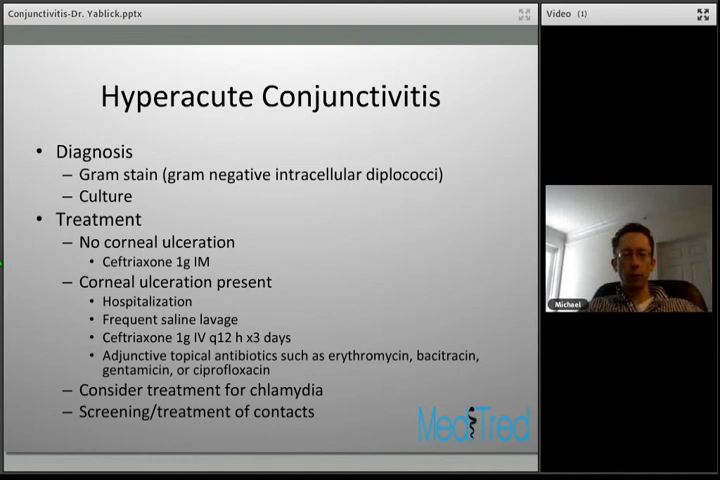 Conjunctivitis-Dr. Yablick.pptx
Video (1)
Hyperacute Conjunctivitis
• Diagnosis
– Gram stain (gram negative intracellular diplococci)
– Culture
• Treatment
– No corneal ulceration
• Ceftriaxone 1g IM
– Corneal ulceration present
• Hospitalization
• Frequent saline lavage
• Ceftriaxone 1g IV q12 h x3 days
• Adjunctive topical antibiotics such as erythromycin, bacitracin,
gentamicin, or ciprofloxacin
– Consider treatment for chlamydia
– Screening/treatment of contacts
MedTred
Michael